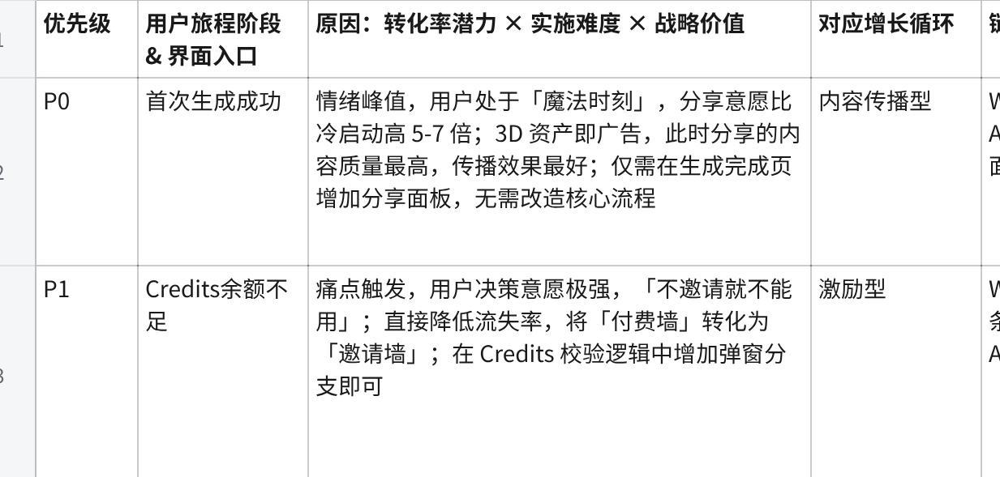 优先级
用户旅程阶段
& 界面入口
原因：转化率潜力 × 实施难度 × 战略价值
对应增长循环
P0
首次生成成功
情绪峰值，用户处于「魔法时刻」，分享意愿比
冷启动高 5-7 倍；3D 资产即广告，此时分享的内
容质量最高，传播效果最好；仅需在生成完成页
增加分享面板，无需改造核心流程
内容传播型
2
P1
Credits余额不
足
痛点触发，用户决策意愿极强，「不邀请就不能
用」；直接降低流失率，将「付费墙」转化为
「邀请墙」；在 Credits 校验逻辑中增加弹窗分
支即可
激励型
3